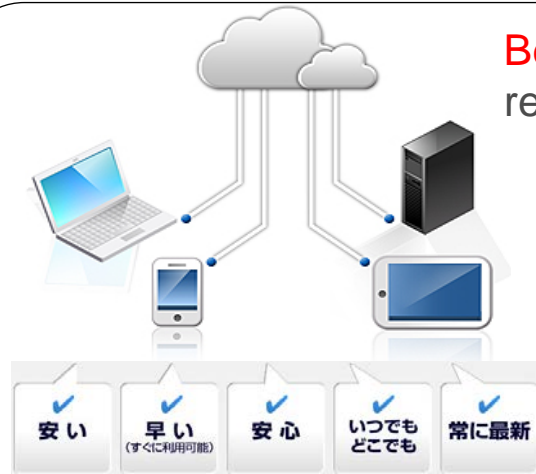 安い
早い
(すぐに利用可能)
安心
いつでも
どこでも
常に最新